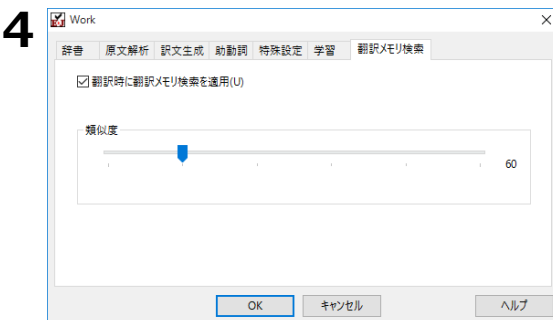 4
Work
辞書 原文解析 訳文生成 助動詞 特殊設定 学習 翻訳メモリ検索
翻訳時に翻訳メモリ検索を適用(U)
類似度
60
OK キャンセル ヘルプ